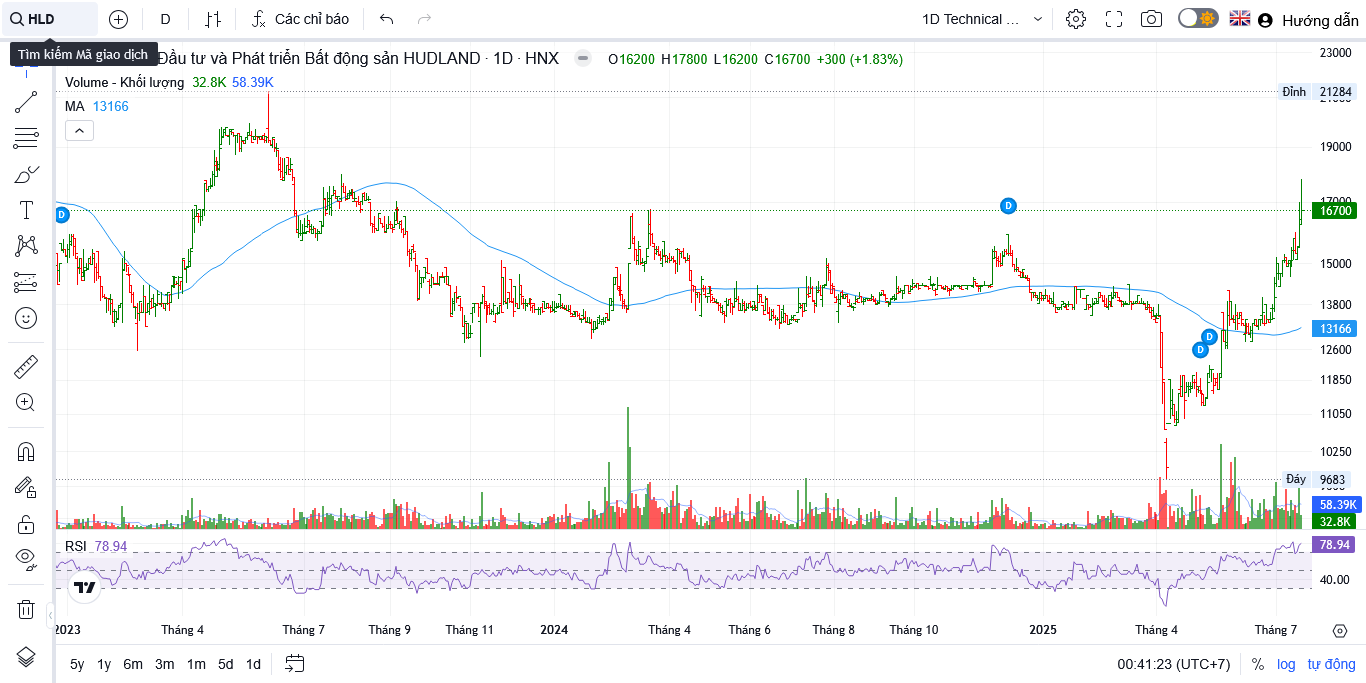 HLD D Các chỉ báo 1D Technical ... Hướng dẫn
Tìm kiếm Mã giao dịch
Đầu tư và Phát triển Bất động sản HUDLAND · 1D · HNX O16200 H17800 L16200 C16700 +300 (+1.83%)
Volume - Khối lượng 32.8K 58.39K
MA 13166
23000
Đỉnh 21284
21000
19000
17000
16700
15000
13800
13166
12600
11850
11050
10250
Đáy 9683
58.39K
32.8K
RSI 78.94
78.94
40.00
D
D
D
D
2023 Tháng 4 Tháng 7 Tháng 9 Tháng 11 2024 Tháng 4 Tháng 6 Tháng 8 Tháng 10 2025 Tháng 4 Tháng 7
5y 1y 6m 3m 1m 5d 1d 00:41:23 (UTC+7) % log tự động